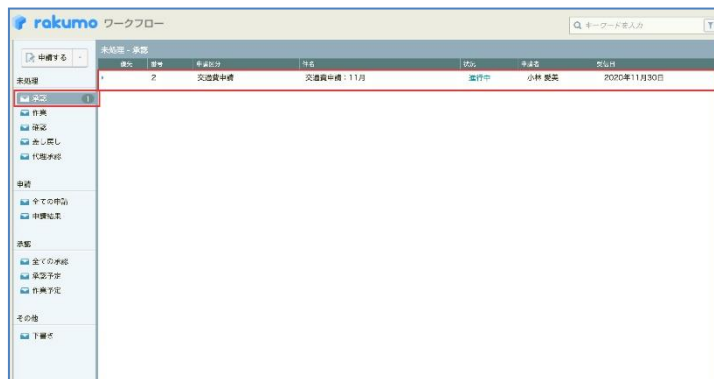 rakumo ワークフロー
キーワードを入力
申請する
未処理 - 承認
優先 番号 申請区分 件名 状況 申請者 受信日
2 交通費申請 交通費申請：11月 進行中 小林 愛美 2020年11月30日
未処理
承認 1
作業
確認
差し戻し
代理承認
申請
全ての申請
申請結果
承認
全ての承認
承認予定
作業予定
その他
下書き